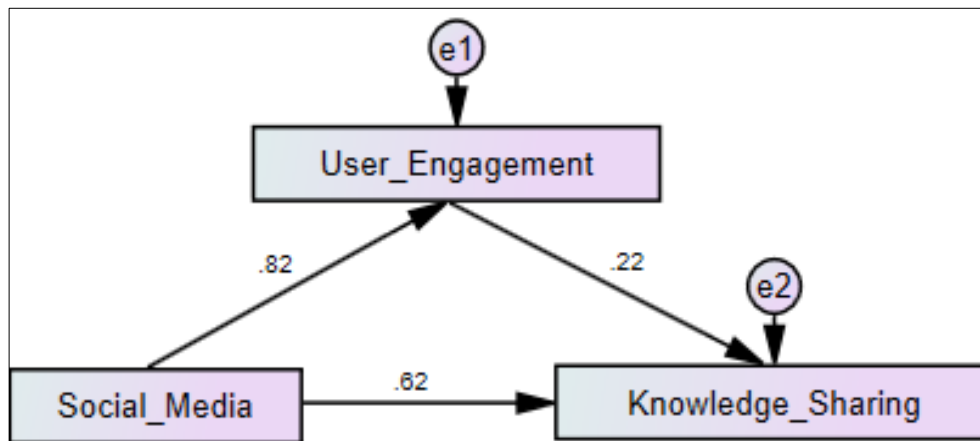 e1
User_Engagement
.82
.22
e2
Social_Media
.62
Knowledge_Sharing